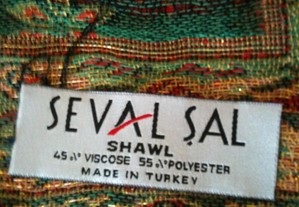 SEVAL ŞAL
SHAWL
45 % VISCOSE 55 % POLYESTER
MADE IN TURKEY